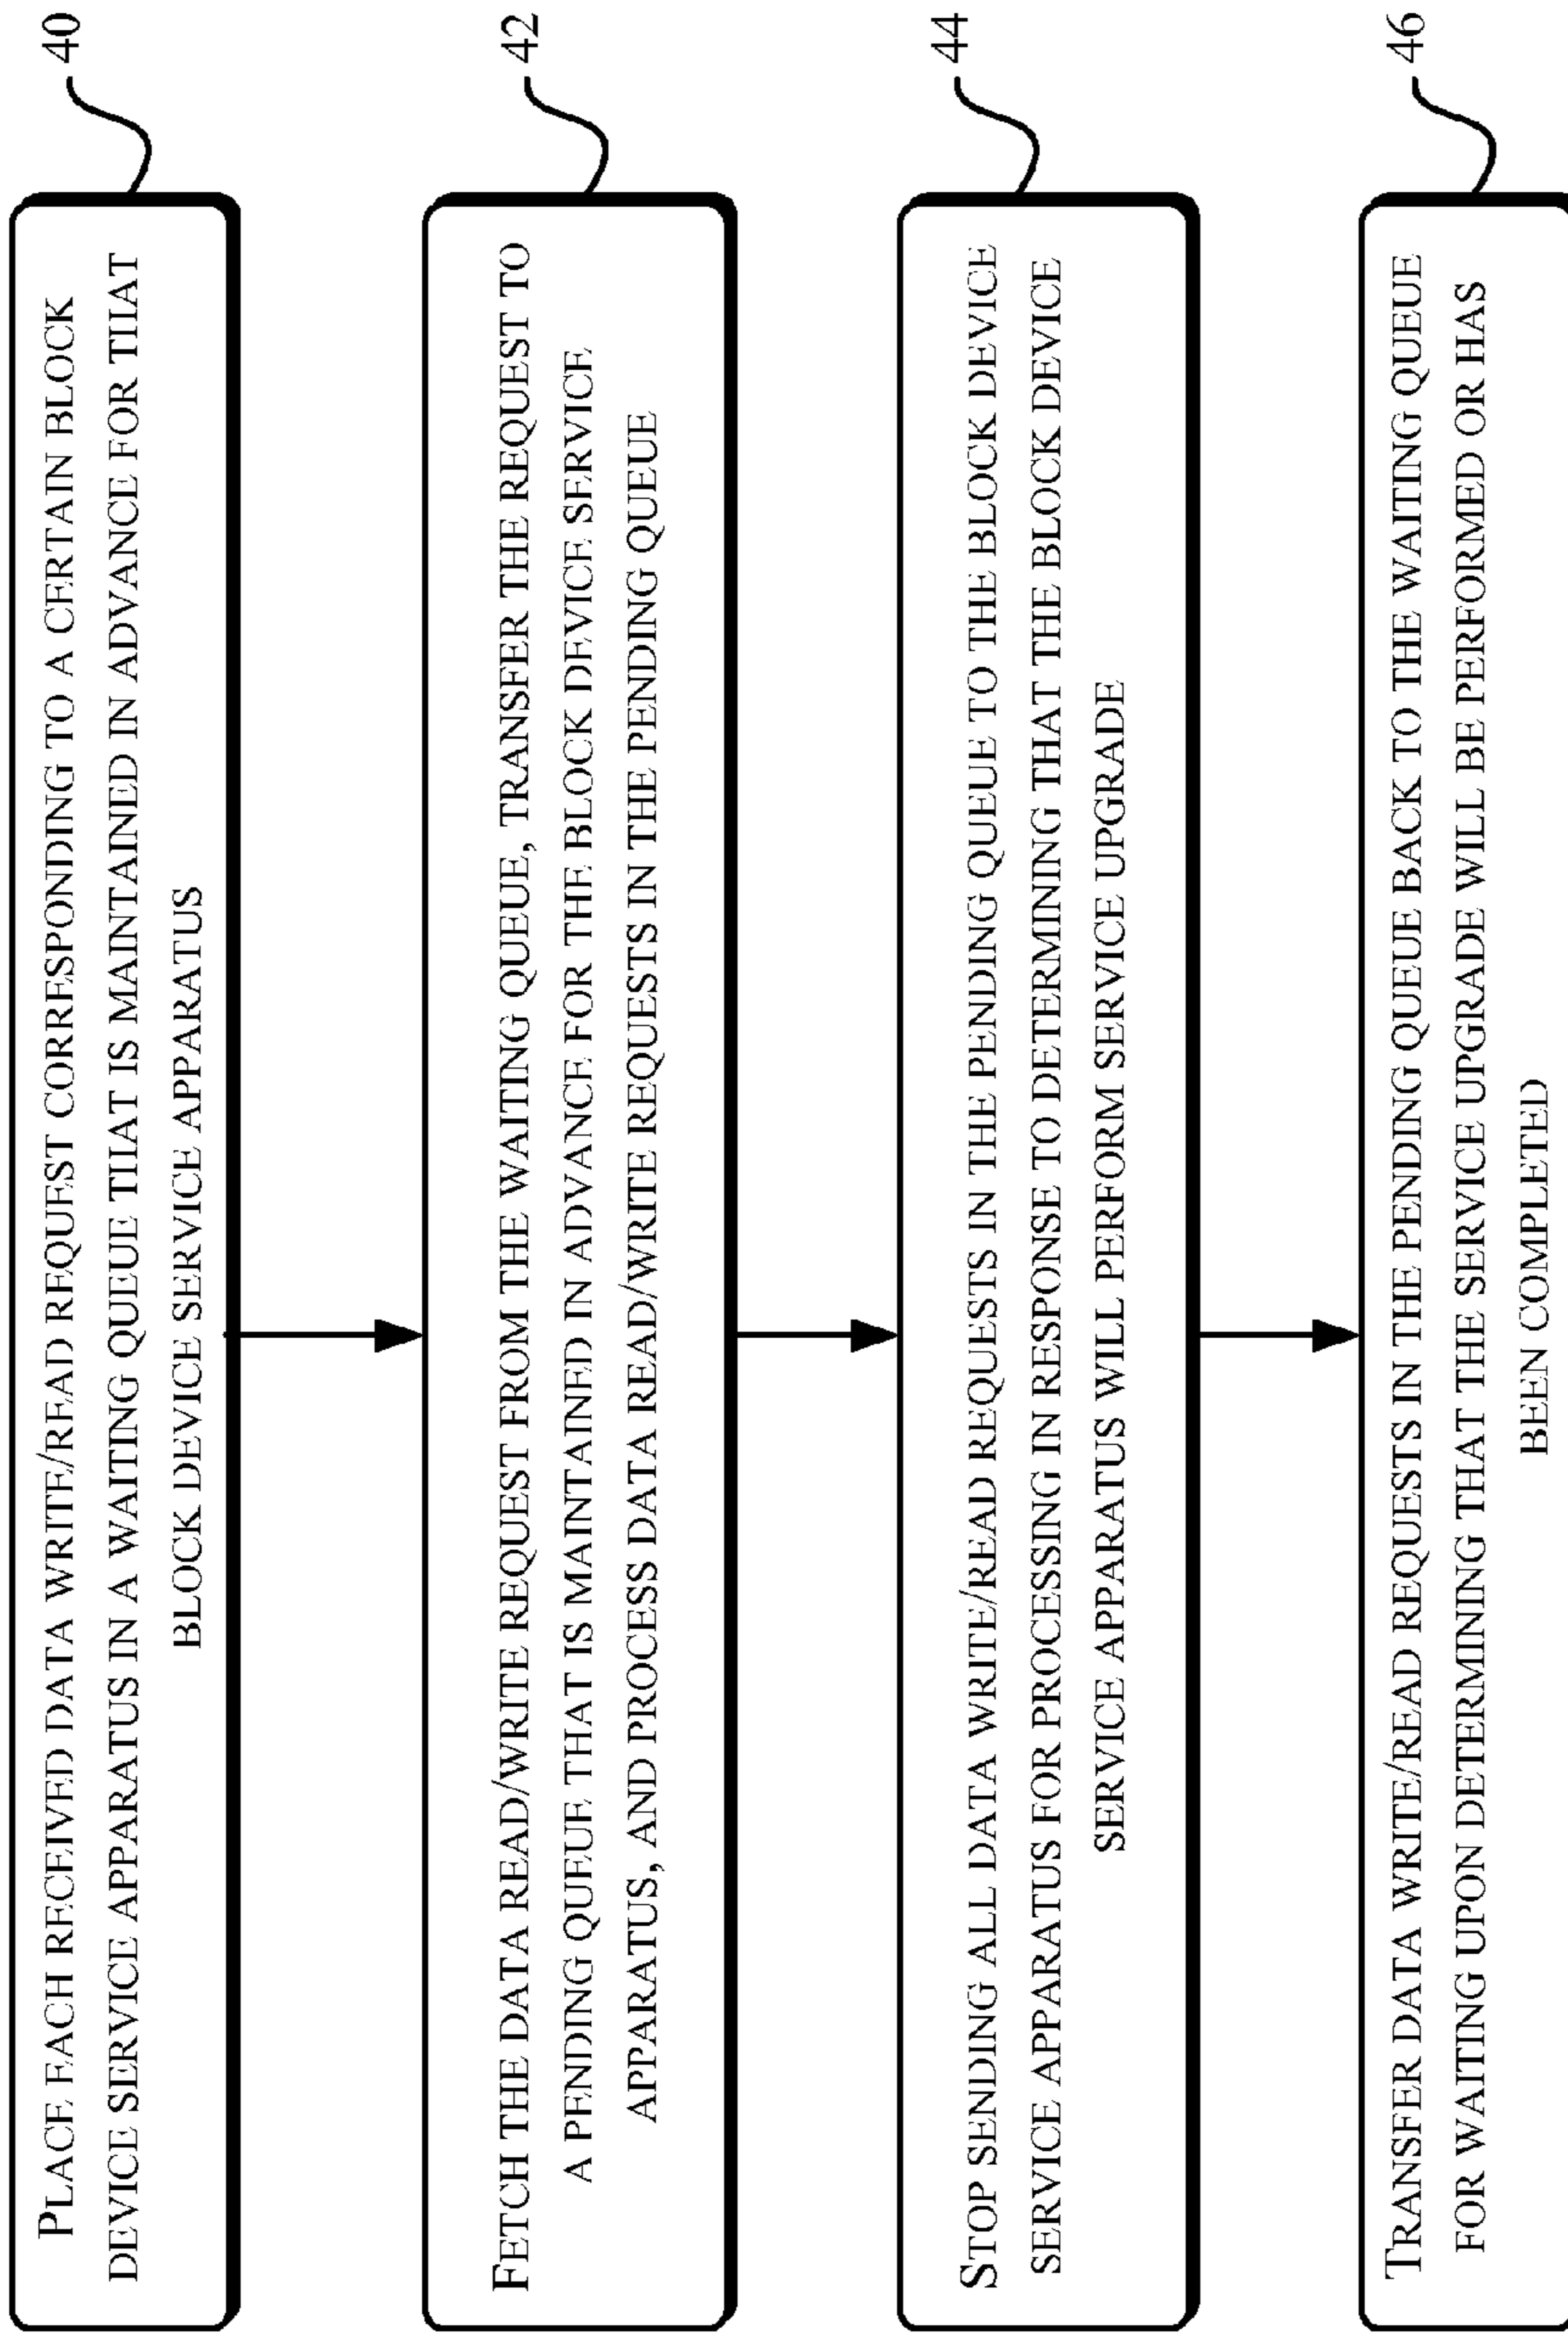 PLACE EACH RECEIVED DATA WRITE/READ REQUEST CORRESPONDING TO A CERTAIN BLOCK
DEVICE SERVICE APPARATUS IN A WAITING QUEUE THAT IS MAINTAINED IN ADVANCE FOR THAT
BLOCK DEVICE SERVICE APPARATUS
40
FETCH THE DATA READ/WRITE REQUEST FROM THE WAITING QUEUE, TRANSFER THE REQUEST TO
A PENDING QUEUE THAT IS MAINTAINED IN ADVANCE FOR THE BLOCK DEVICE SERVICE
APPARATUS, AND PROCESS DATA READ/WRITE REQUESTS IN THE PENDING QUEUE
42
STOP SENDING ALL DATA WRITE/READ REQUESTS IN THE PENDING QUEUE TO THE BLOCK DEVICE
SERVICE APPARATUS FOR PROCESSING IN RESPONSE TO DETERMINING THAT THE BLOCK DEVICE
SERVICE APPARATUS WILL PERFORM SERVICE UPGRADE
44
TRANSFER DATA WRITE/READ REQUESTS IN THE PENDING QUEUE BACK TO THE WAITING QUEUE
FOR WAITING UPON DETERMINING THAT THE SERVICE UPGRADE WILL BE PERFORMED OR HAS
BEEN COMPLETED
46